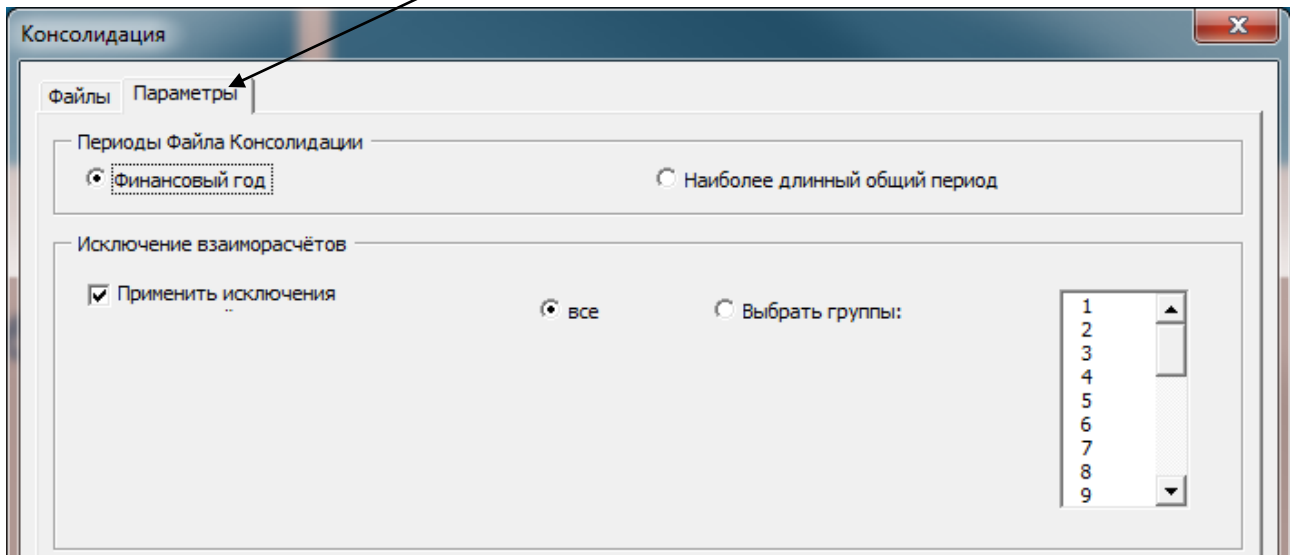 Консолидация
Файлы Параметры
Периоды Файла Консолидации
Финансовый год Наиболее длинный общий период
Исключение взаиморасчётов
Применить исключения
все Выбрать группы:
1
2
3
4
5
6
7
8
9